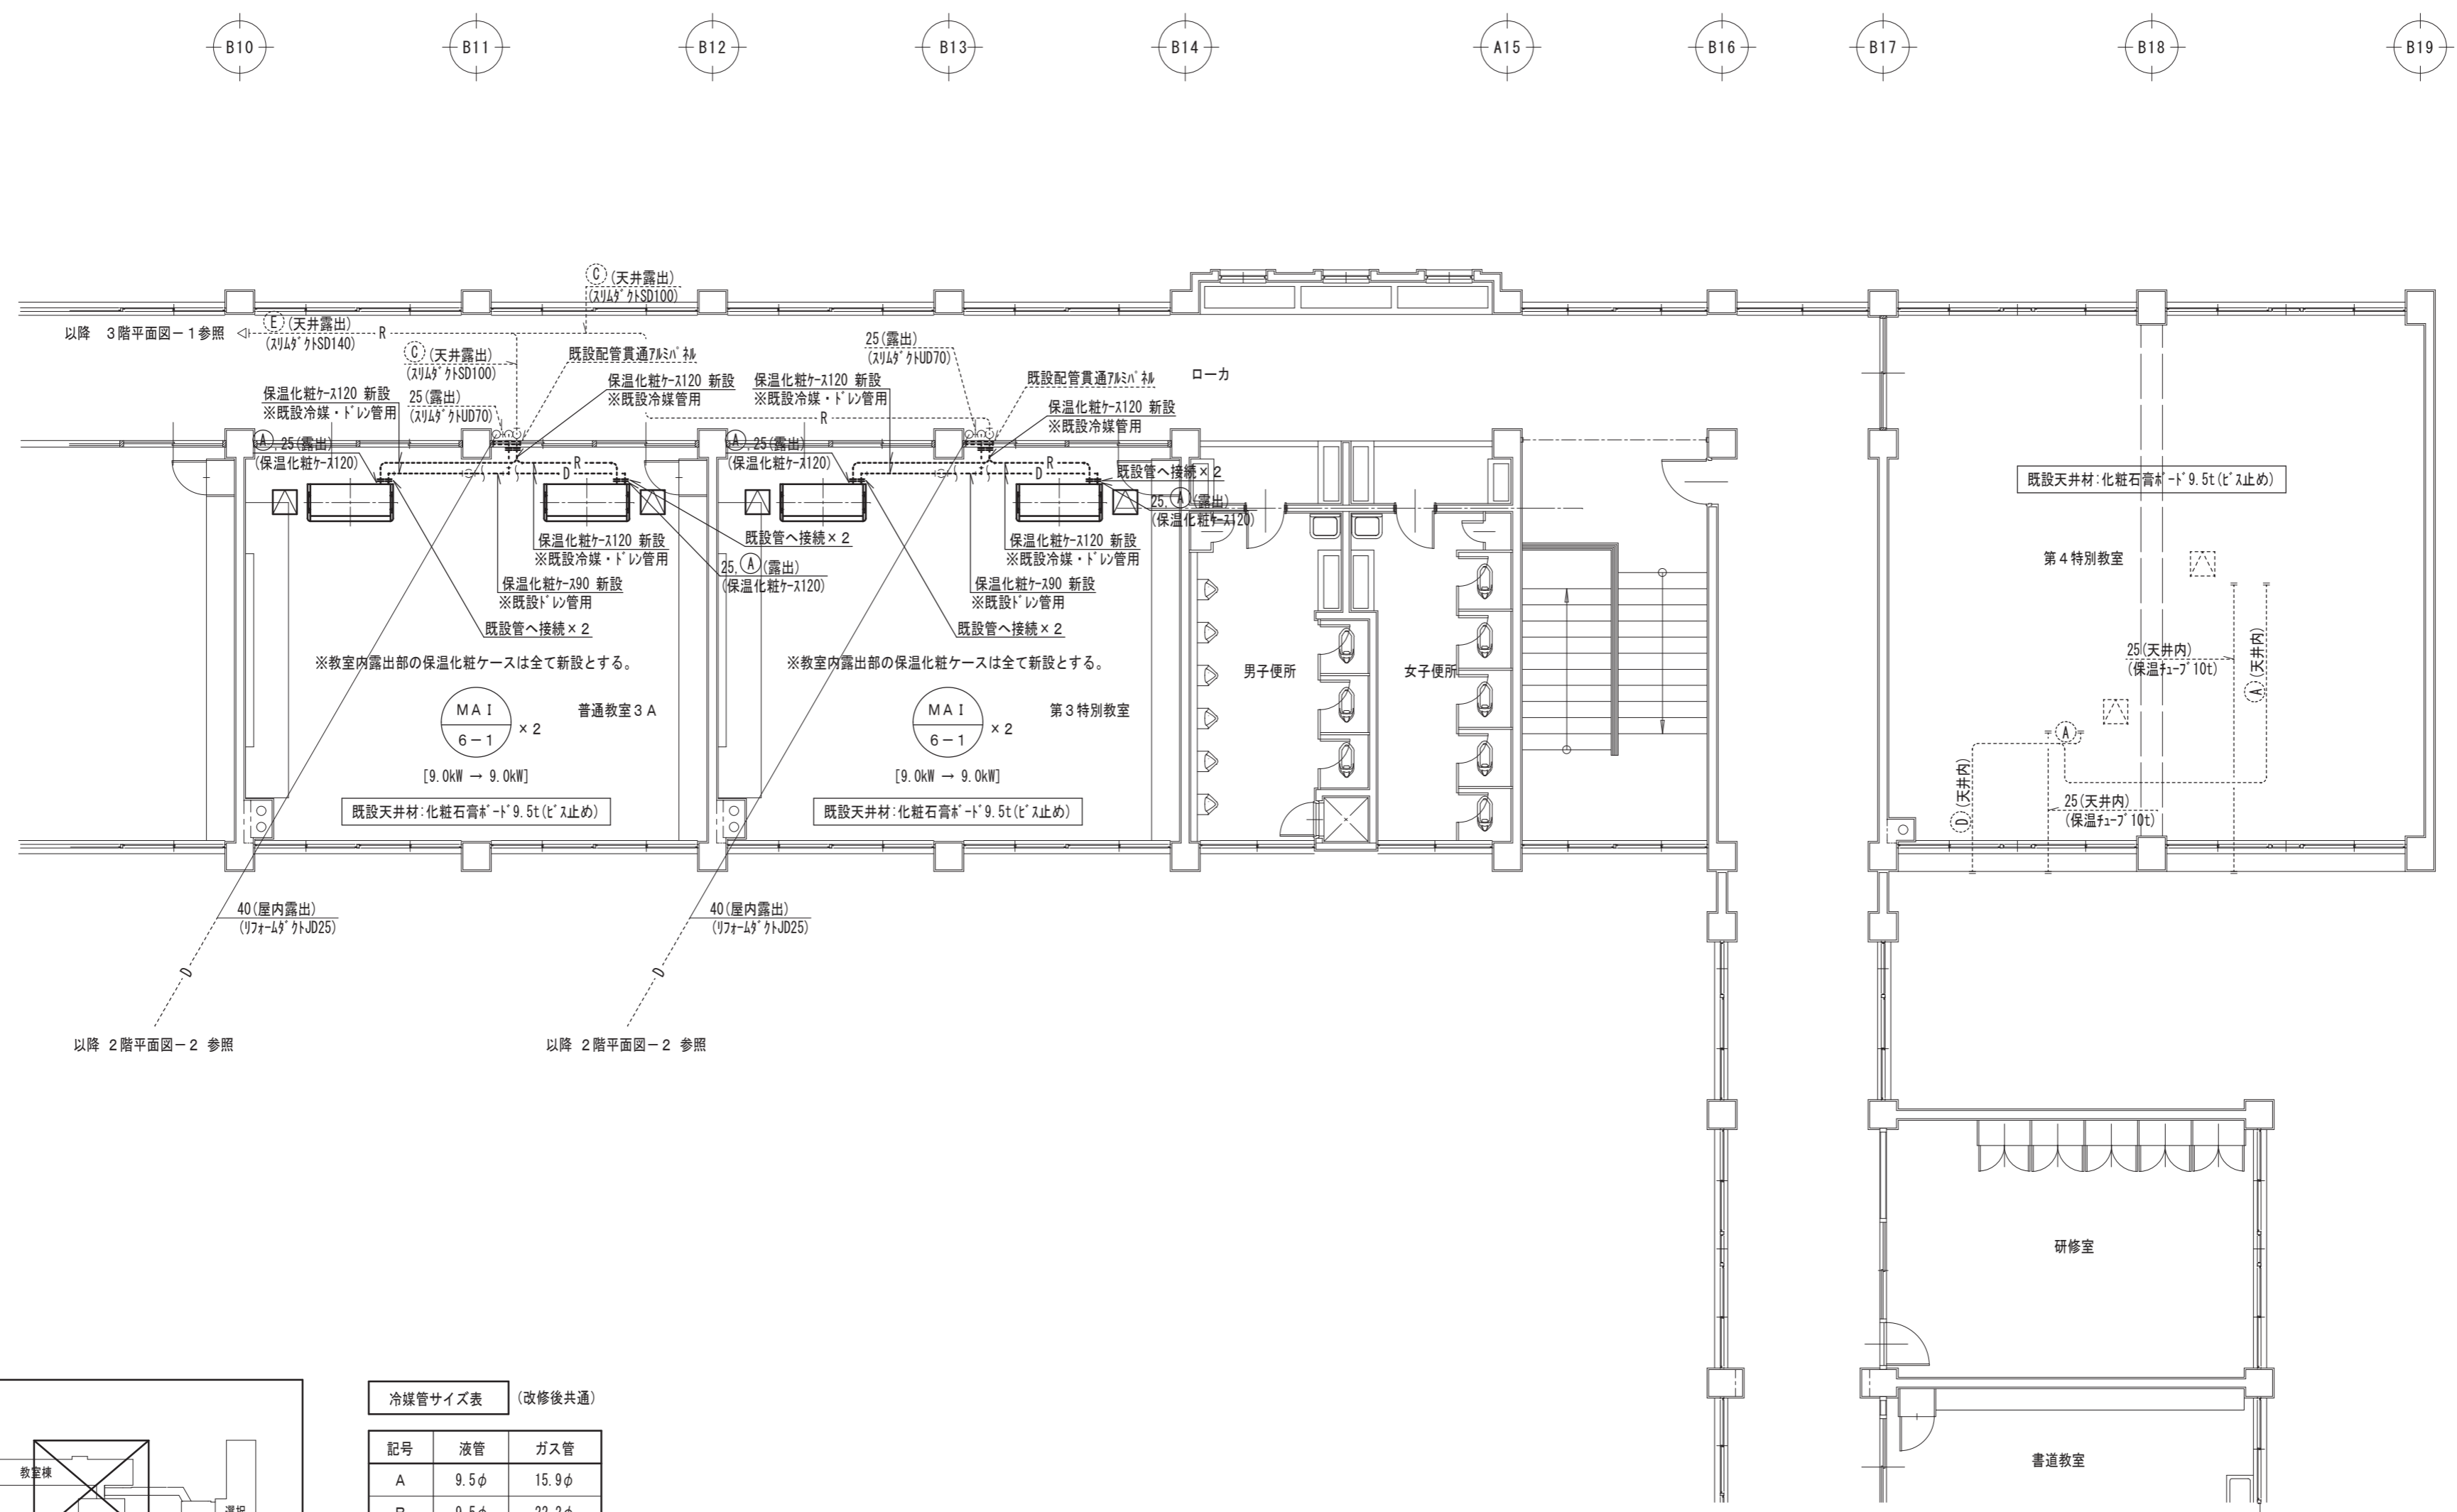 B10
B11
B12
B13
B14
A15
B16
B17
B18
B19
C (天井露出)
(スリムダクトSD100)
以降 3階平面図-1参照
E (天井露出)
(スリムダクトSD140)
R
C (天井露出)
(スリムダクトSD100)
既設配管貫通アルミパネル
25(露出)
(スリムダクトUD70)
既設配管貫通アルミパネル
ローカ
保温化粧ケース120 新設
※既設冷媒・ドレン管用
25(露出)
(スリムダクトUD70)
保温化粧ケース120 新設
※既設冷媒管用
保温化粧ケース120 新設
※既設冷媒・ドレン管用
R
保温化粧ケース120 新設
※既設冷媒管用
A,25(露出)
(保温化粧ケース120)
R
D
A,25(露出)
(保温化粧ケース120)
R
D
既設管へ接続×2
25,A(露出)
(保温化粧ケース120)
既設天井材:化粧石膏ボード9.5t(ビス止め)
保温化粧ケース120 新設
※既設冷媒・ドレン管用
既設管へ接続×2
25,A(露出)
(保温化粧ケース120)
保温化粧ケース120 新設
※既設冷媒・ドレン管用
保温化粧ケース90 新設
※既設ドレン管用
保温化粧ケース90 新設
※既設ドレン管用
既設管へ接続×2
既設管へ接続×2
第4特別教室
※教室内露出部の保温化粧ケースは全て新設とする。
※教室内露出部の保温化粧ケースは全て新設とする。
男子便所
女子便所
25(天井内)
(保温チューブ10t)
A (天井内)
MAI
6-1
×2
普通教室3A
MAI
6-1
×2
第3特別教室
A
[9.0kW → 9.0kW]
[9.0kW → 9.0kW]
既設天井材:化粧石膏ボード9.5t(ビス止め)
既設天井材:化粧石膏ボード9.5t(ビス止め)
D (天井内)
25(天井内)
(保温チューブ10t)
40(屋内露出)
(リフォームダクトJD25)
40(屋内露出)
(リフォームダクトJD25)
D
D
以降 2階平面図-2 参照
以降 2階平面図-2 参照
研修室
書道教室
冷媒管サイズ表
(改修後共通)
記号 液管 ガス管
A 9.5φ 15.9φ
B 9.5φ 22.2φ
教室棟
選択